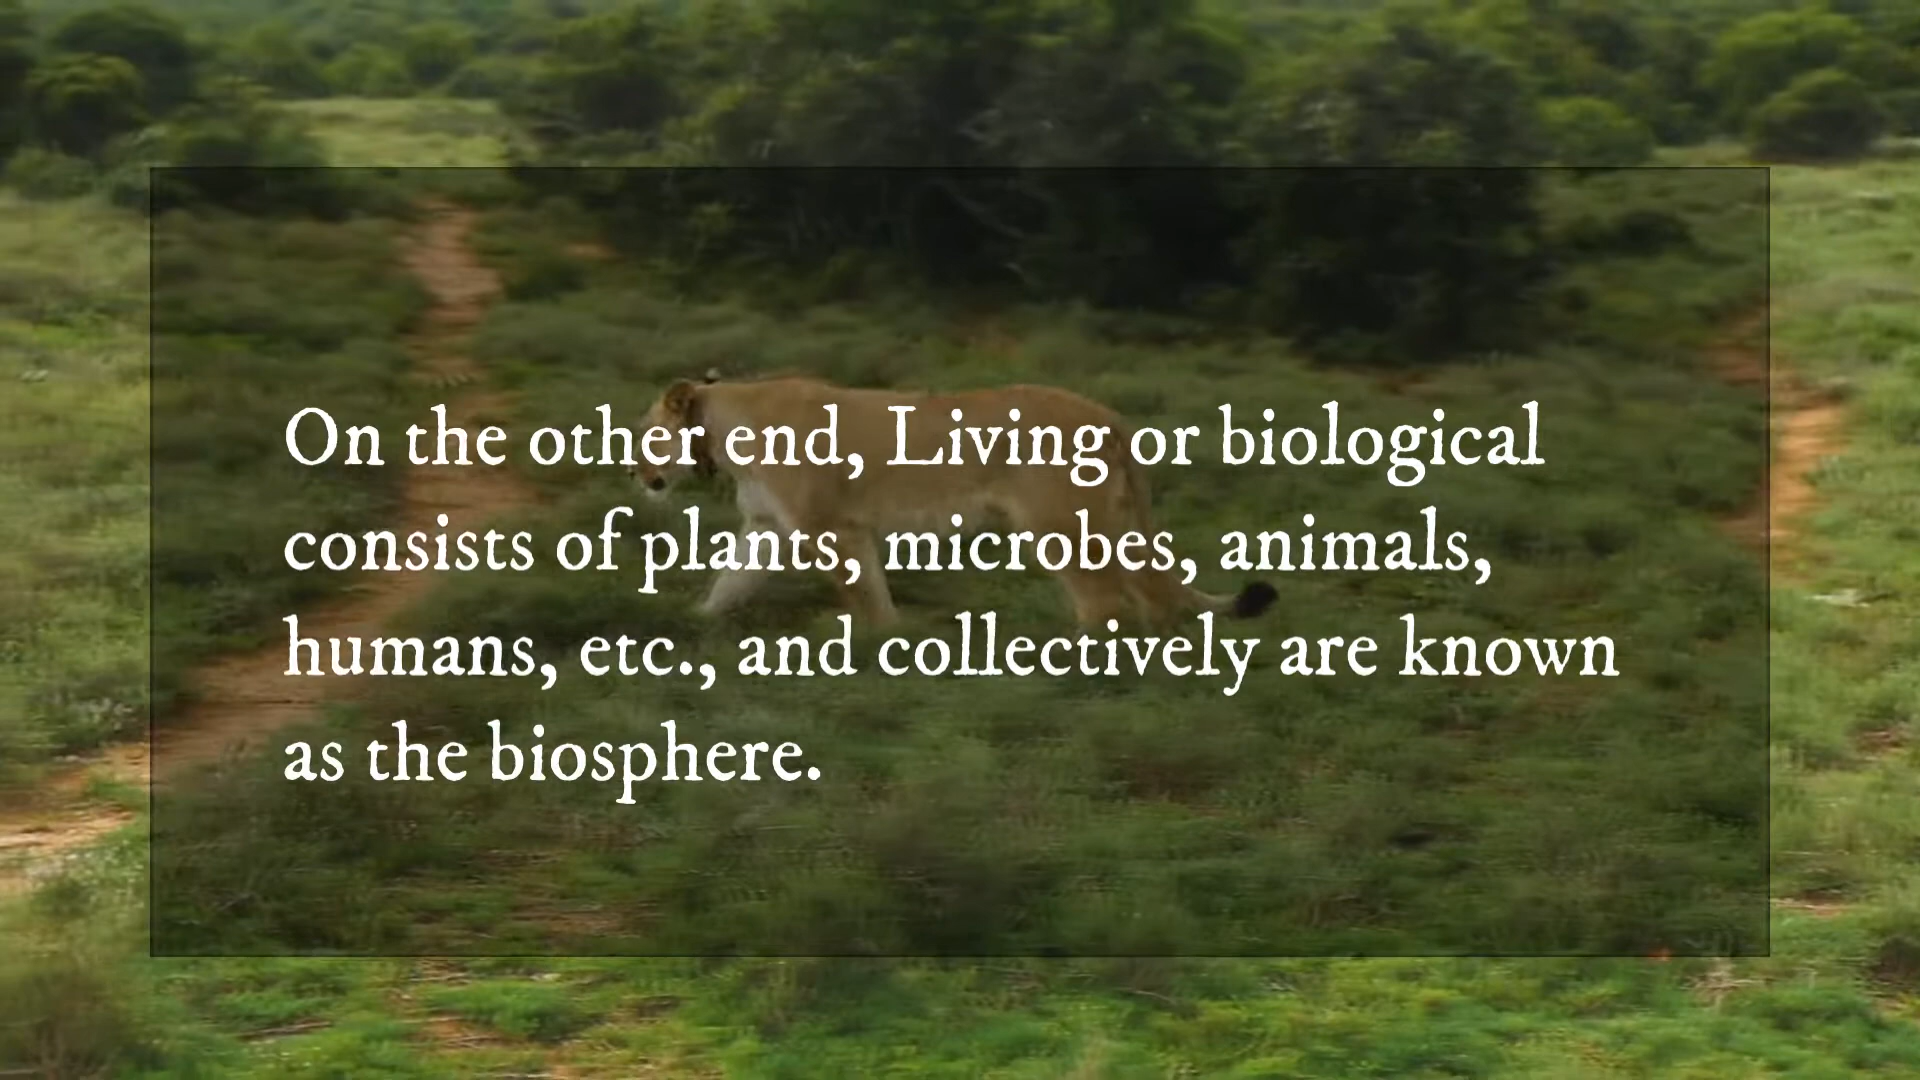 On the other end, Living or biological
consists of plants, microbes, animals,
humans, etc., and collectively are known
as the biosphere.